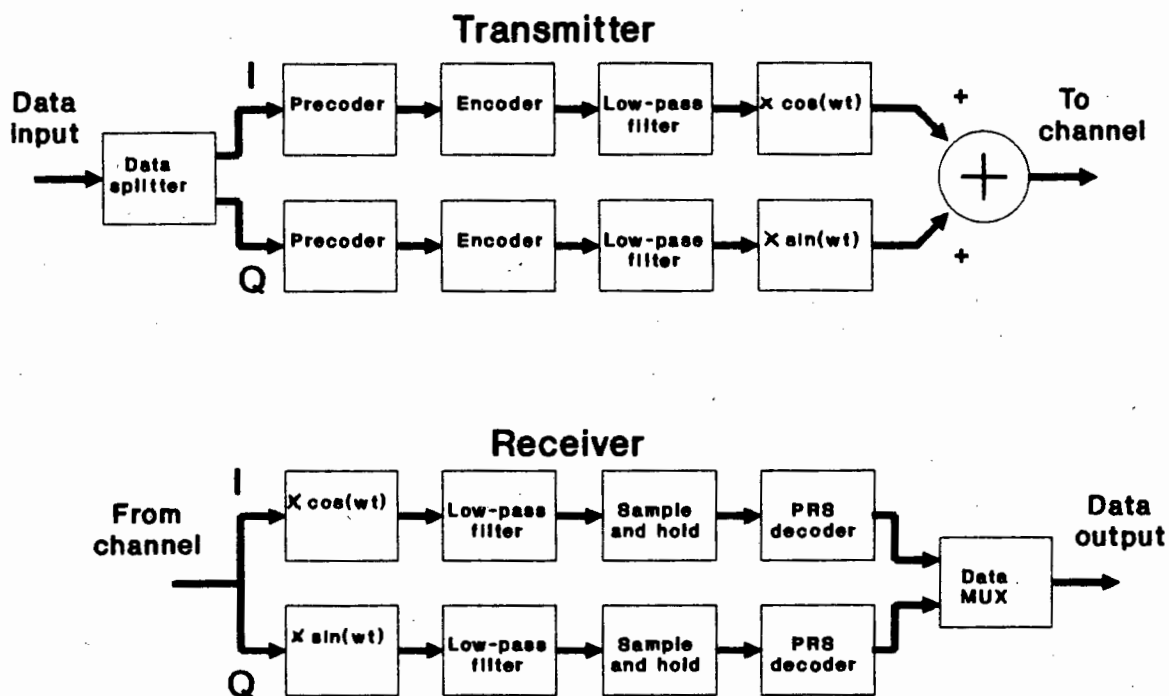 Transmitter
I
Data
input
Data
splitter
Precoder
Encoder
Low-pass
filter
× cos(wt)
+
To
channel
+
Q
Precoder
Encoder
Low-pass
filter
× sin(wt)
+
Receiver
I
From
channel
× cos(wt)
Low-pass
filter
Sample
and hold
PRS
decoder
Data
output
Data
MUX
Q
× sin(wt)
Low-pass
filter
Sample
and hold
PRS
decoder